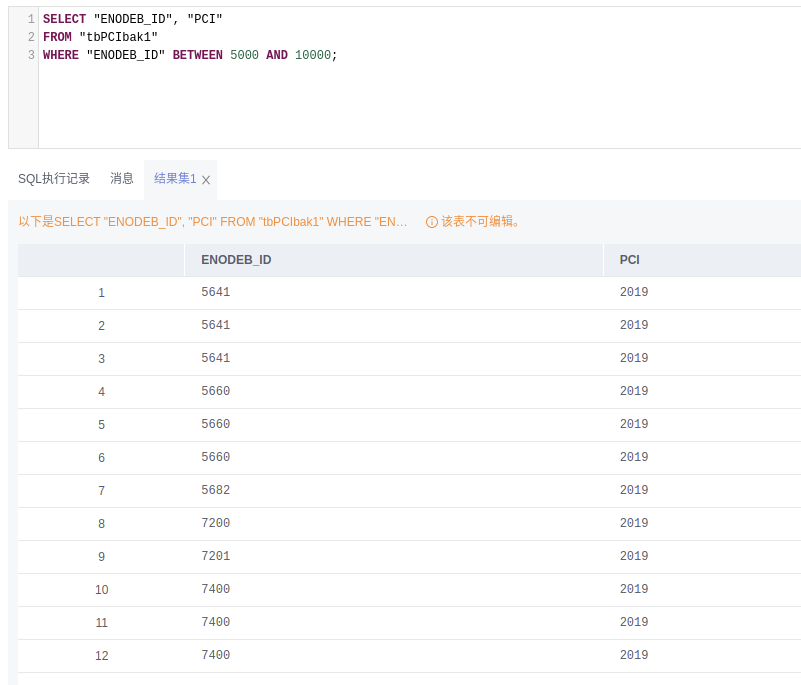 1 SELECT "ENODEB_ID", "PCI"
2 FROM "tbPCIbak1"
3 WHERE "ENODEB_ID" BETWEEN 5000 AND 10000;
SQL执行记录 消息 结果集1
以下是SELECT "ENODEB_ID", "PCI" FROM "tbPCIbak1" WHERE "EN... 该表不可编辑。
ENODEB_ID PCI
1 5641 2019
2 5641 2019
3 5641 2019
4 5660 2019
5 5660 2019
6 5660 2019
7 5682 2019
8 7200 2019
9 7201 2019
10 7400 2019
11 7400 2019
12 7400 2019